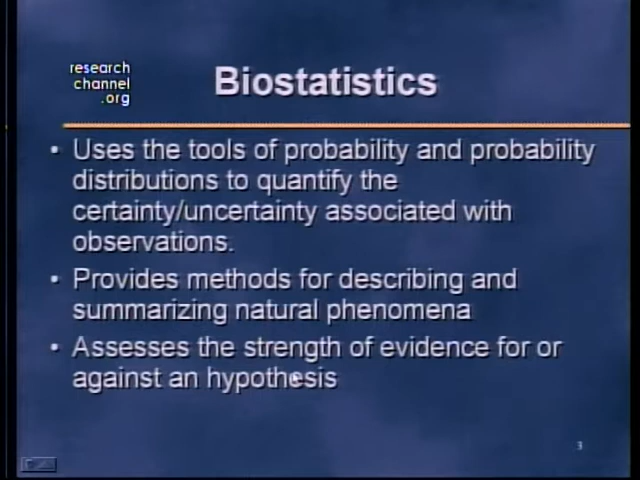 research
channel
.org
Biostatistics
• Uses the tools of probability and probability
distributions to quantify the
certainty/uncertainty associated with
observations.
• Provides methods for describing and
summarizing natural phenomena
• Assesses the strength of evidence for or
against an hypothesis
3